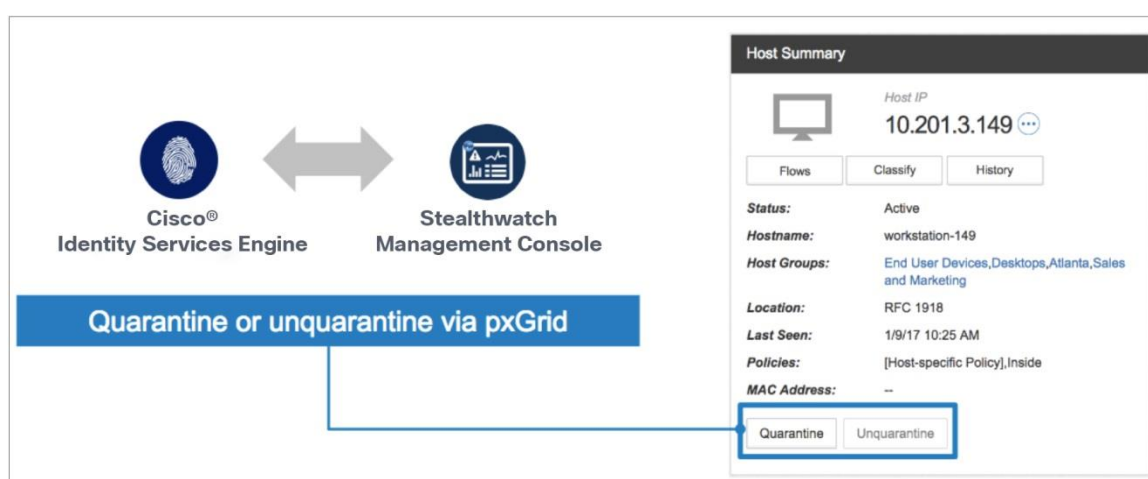 Cisco®
Identity Services Engine
Stealthwatch
Management Console
Quarantine or unquarantine via pxGrid
Host Summary
Host IP
10.201.3.149
Flows
Classify
History
Status: Active
Hostname: workstation-149
Host Groups: End User Devices,Desktops,Atlanta,Sales
and Marketing
Location: RFC 1918
Last Seen: 1/9/17 10:25 AM
Policies: [Host-specific Policy],Inside
MAC Address: --
Quarantine
Unquarantine